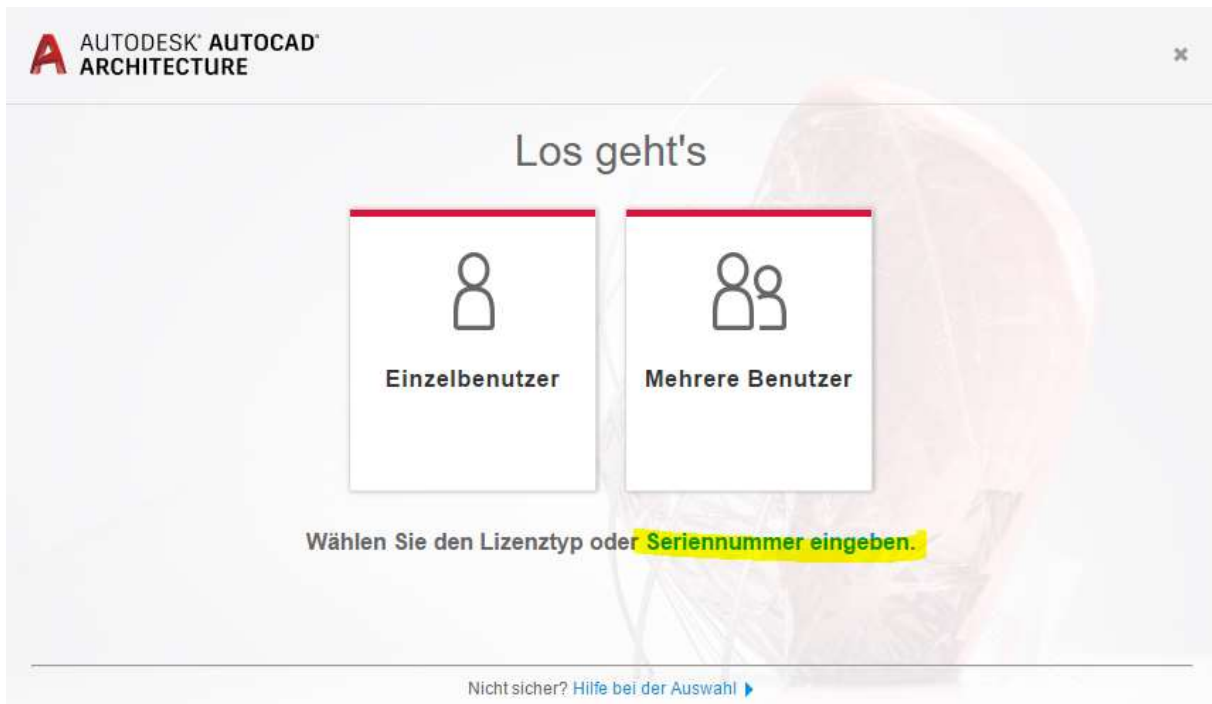 AUTODESK® AUTOCAD®
ARCHITECTURE
Los geht's
Einzelbenutzer
Mehrere Benutzer
Wählen Sie den Lizenztyp oder Seriennummer eingeben.
Nicht sicher? Hilfe bei der Auswahl